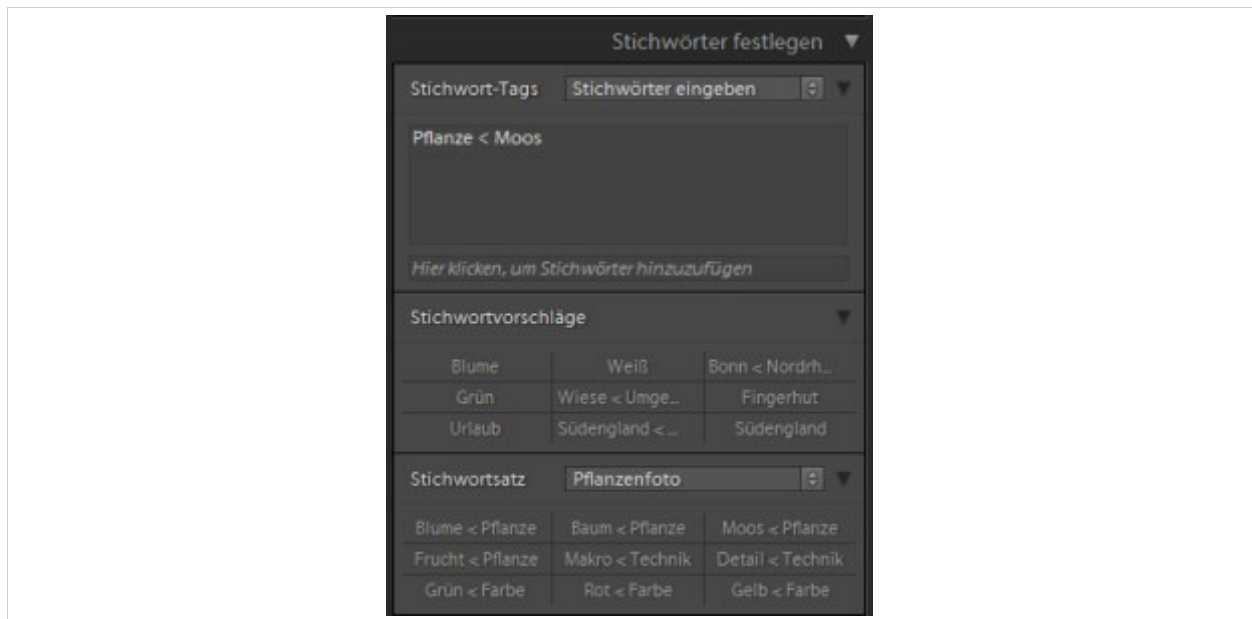 Stichwörter festlegen
Stichwort-Tags Stichwörter eingeben
Pflanze < Moos
Hier klicken, um Stichwörter hinzuzufügen
Stichwortvorschläge
Blume Weiß Bonn < Nordrh...
Grün Wiese < Umge... Fingerhut
Urlaub Südengland < ... Südengland
Stichwortsatz Pflanzenfoto
Blume < Pflanze Baum < Pflanze Moos < Pflanze
Frucht < Pflanze Makro < Technik Detail < Technik
Grün < Farbe Rot < Farbe Gelb < Farbe